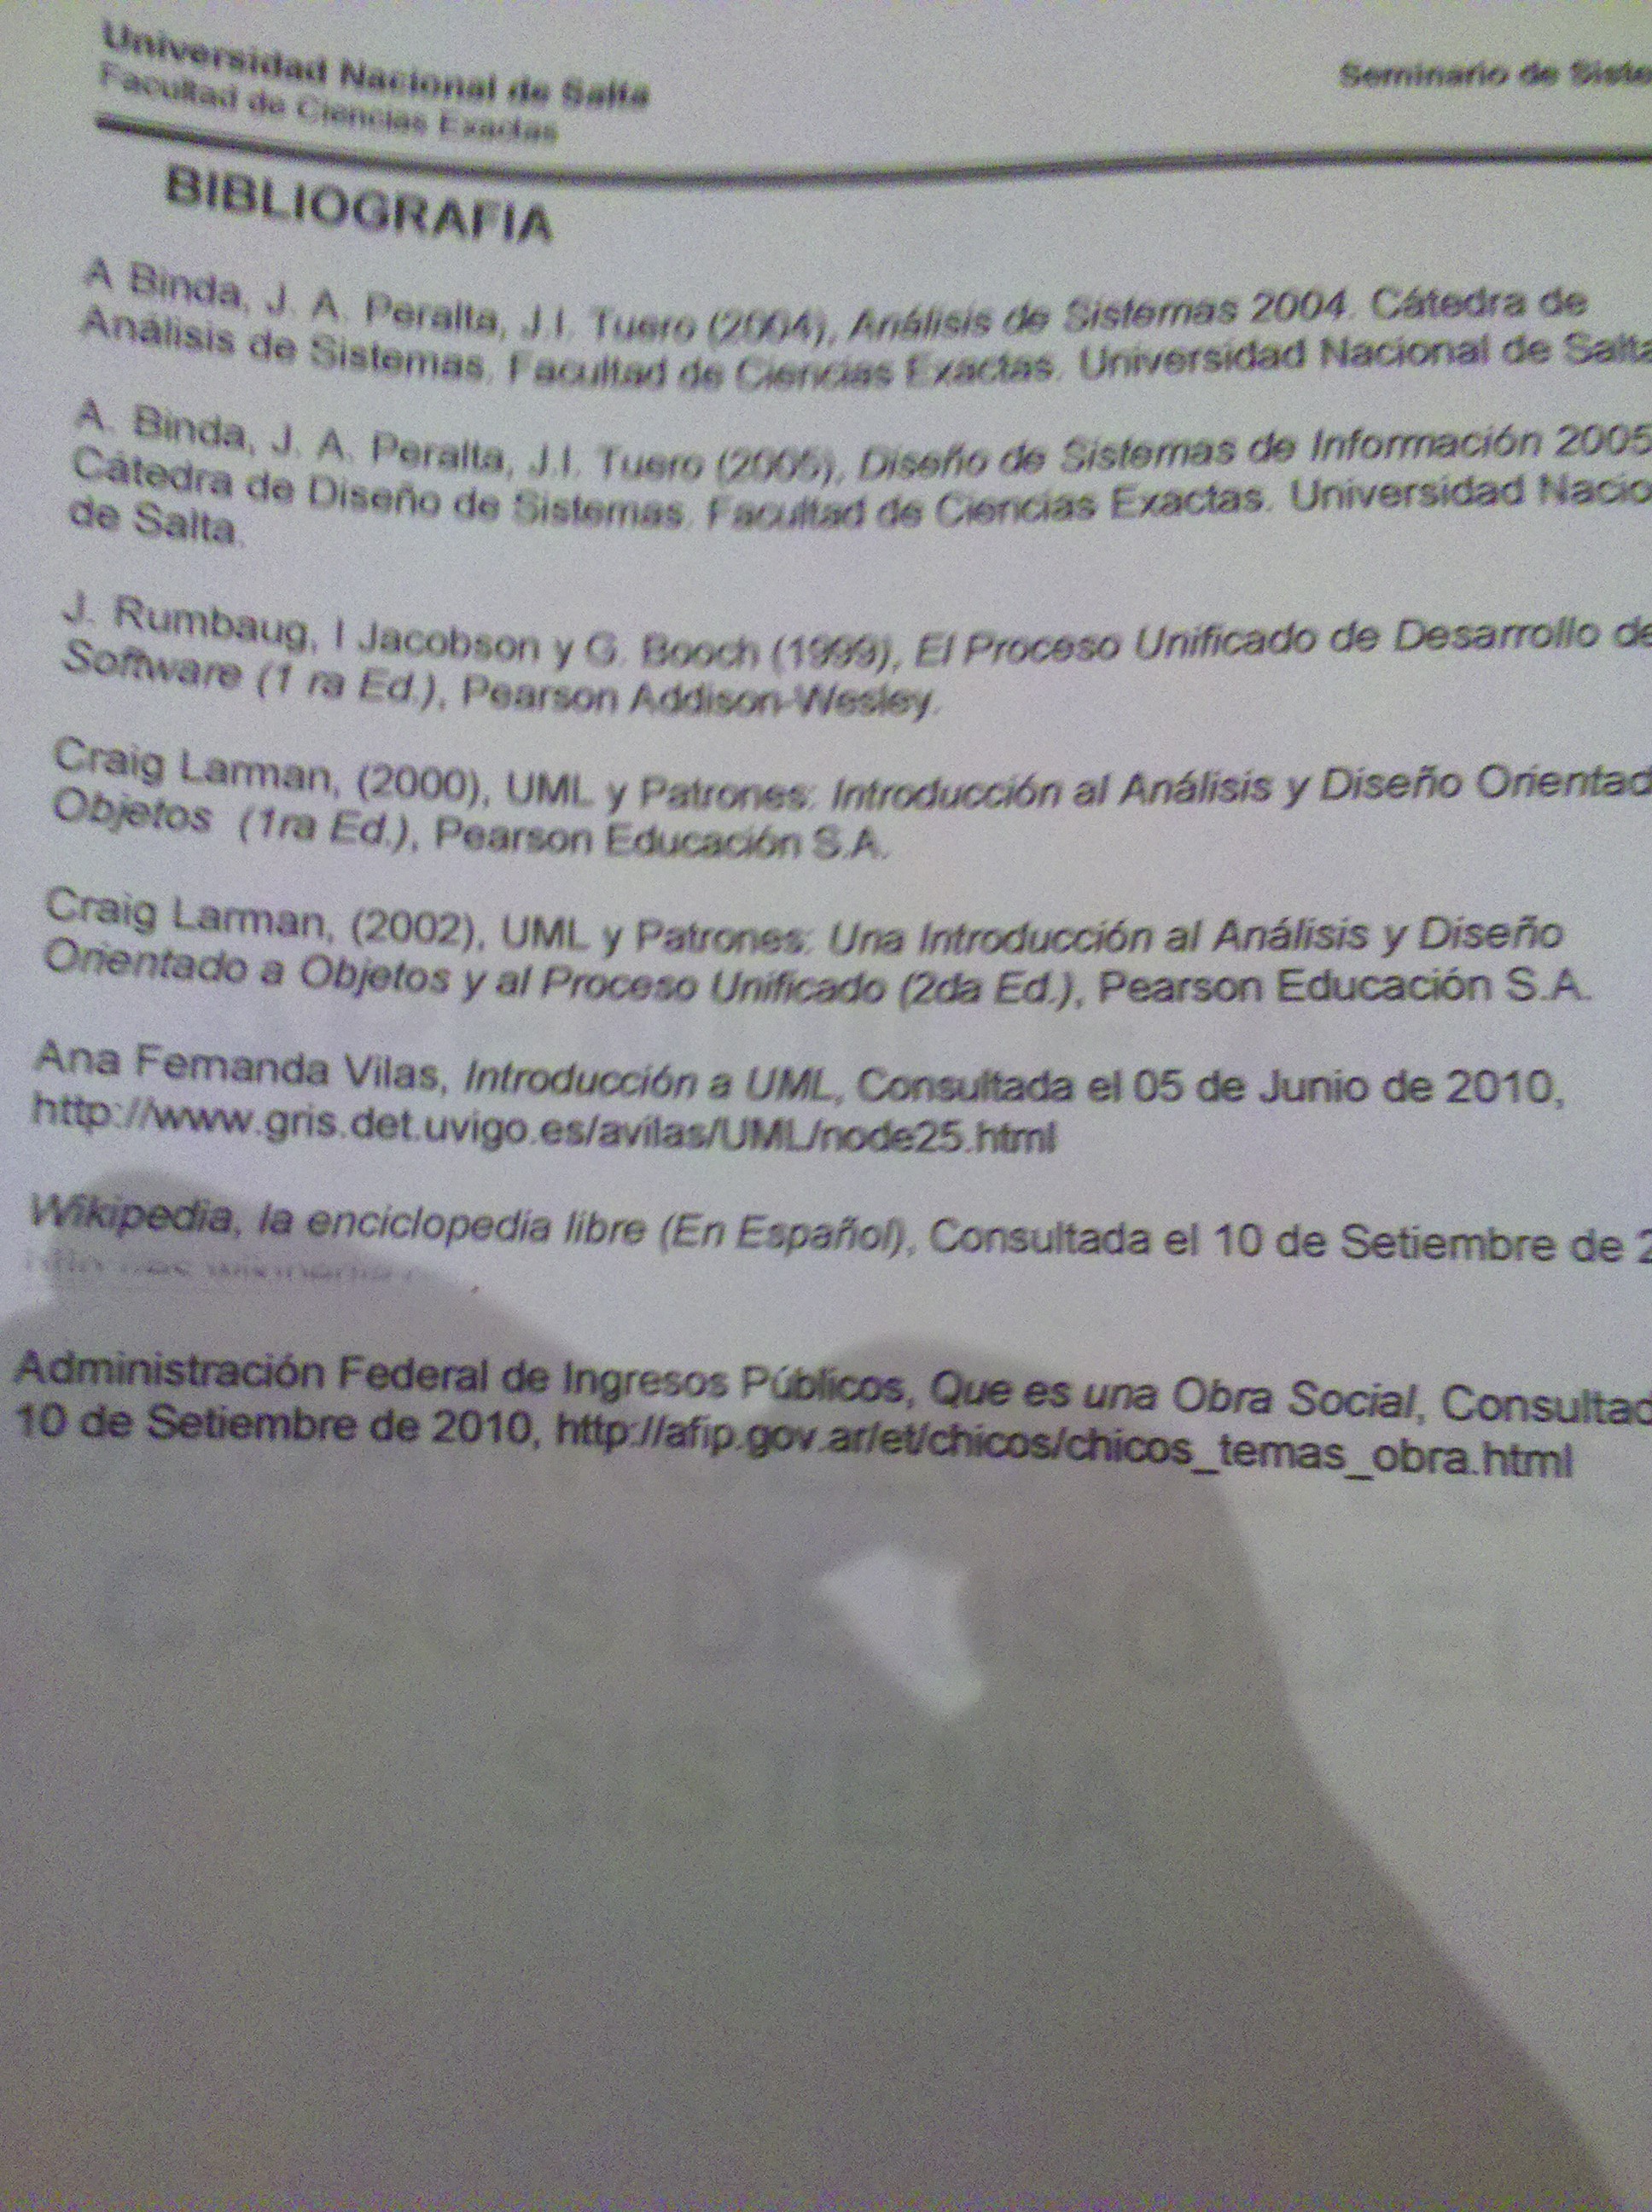 Universidad Nacional de Salta
Facultad de Ciencias Exactas
Seminario de Siste
BIBLIOGRAFIA
A Binda, J. A. Peralta, J.I. Tuero (2004), Análisis de Sistemas 2004. Cátedra de
Análisis de Sistemas. Facultad de Ciencias Exactas. Universidad Nacional de Salta
A. Binda, J. A. Peralta, J.I. Tuero (2005), Diseño de Sistemas de Información 2005
Cátedra de Diseño de Sistemas. Facultad de Ciencias Exactas. Universidad Nacio
de Salta.
J. Rumbaug, I Jacobson y G. Booch (1999), El Proceso Unificado de Desarrollo de
Software (1 ra Ed.), Pearson Addison-Wesley.
Craig Larman, (2000), UML y Patrones: Introducción al Análisis y Diseño Orientad
Objetos (1ra Ed.), Pearson Educación S.A.
Craig Larman, (2002), UML y Patrones: Una Introducción al Análisis y Diseño
Orientado a Objetos y al Proceso Unificado (2da Ed.), Pearson Educación S.A.
Ana Fernanda Vilas, Introducción a UML, Consultada el 05 de Junio de 2010,
http://www.gris.det.uvigo.es/avilas/UML/node25.html
Wikipedia, la enciclopedia libre (En Español), Consultada el 10 de Setiembre de 2
Administración Federal de Ingresos Públicos, Que es una Obra Social, Consultad
10 de Setiembre de 2010, http://afip.gov.ar/et/chicos/chicos_temas_obra.html
CASOS DE USO DEL
SISTEMA